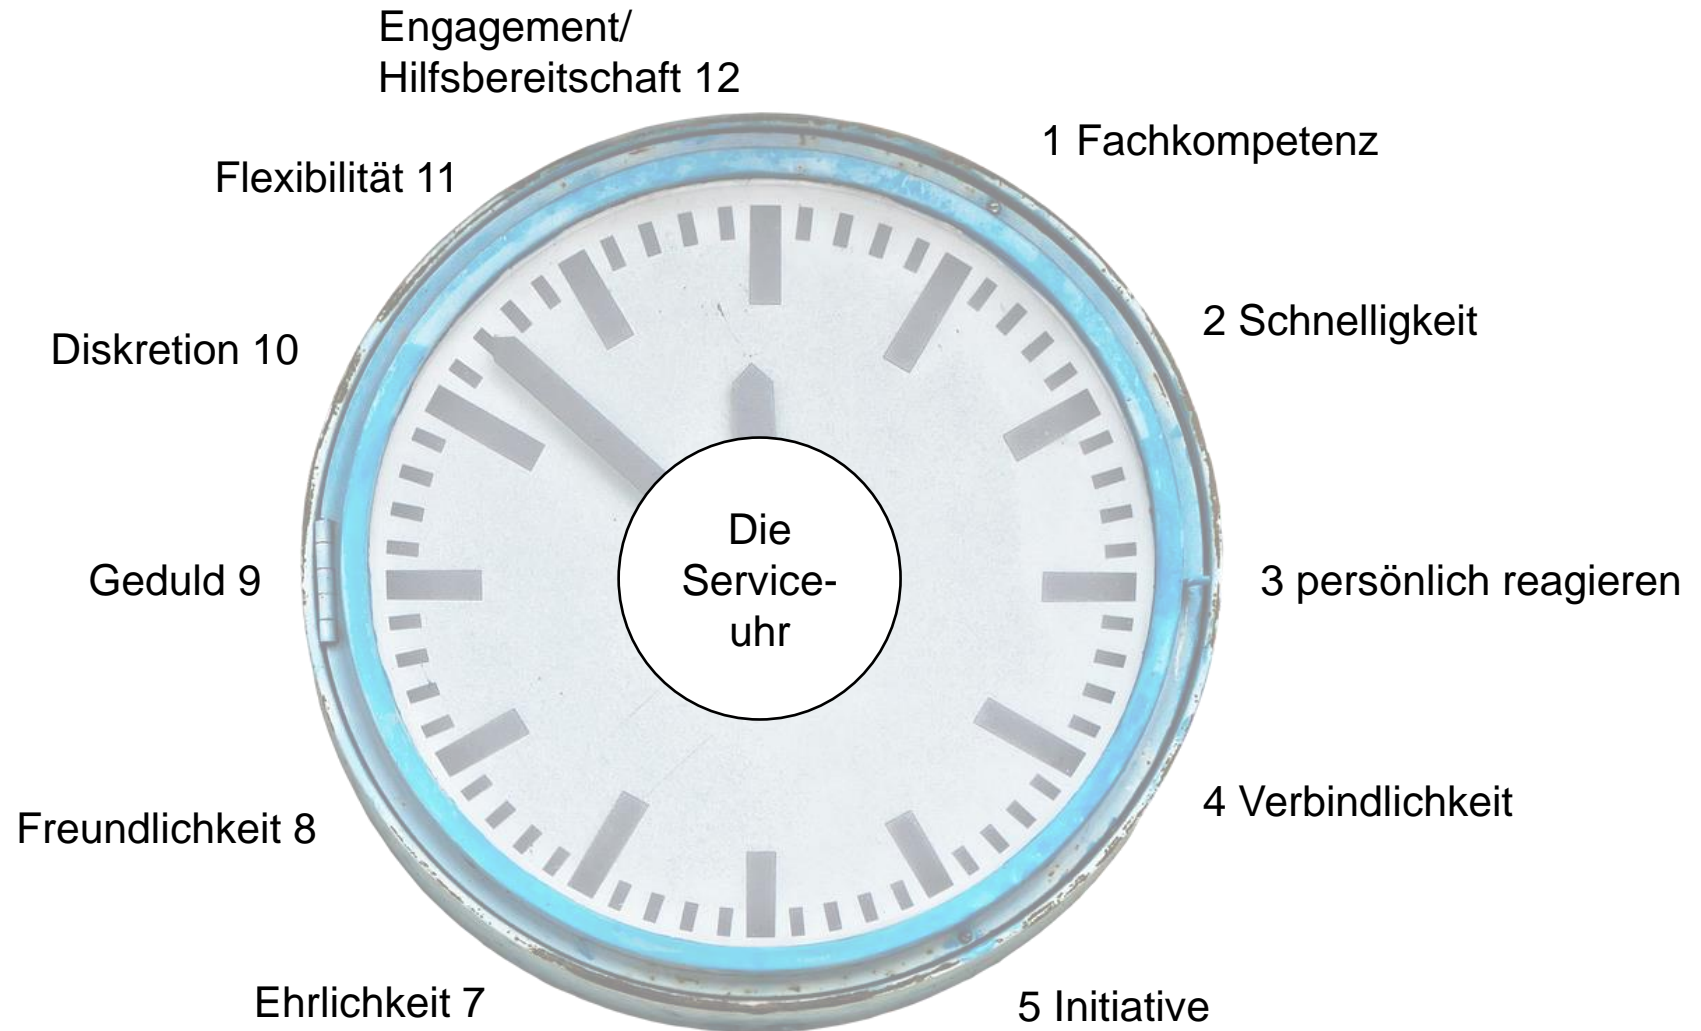 Engagement/
Hilfsbereitschaft 12
1 Fachkompetenz
Flexibilität 11
2 Schnelligkeit
Diskretion 10
Die
Service-
uhr
Geduld 9
3 persönlich reagieren
4 Verbindlichkeit
Freundlichkeit 8
Ehrlichkeit 7
5 Initiative